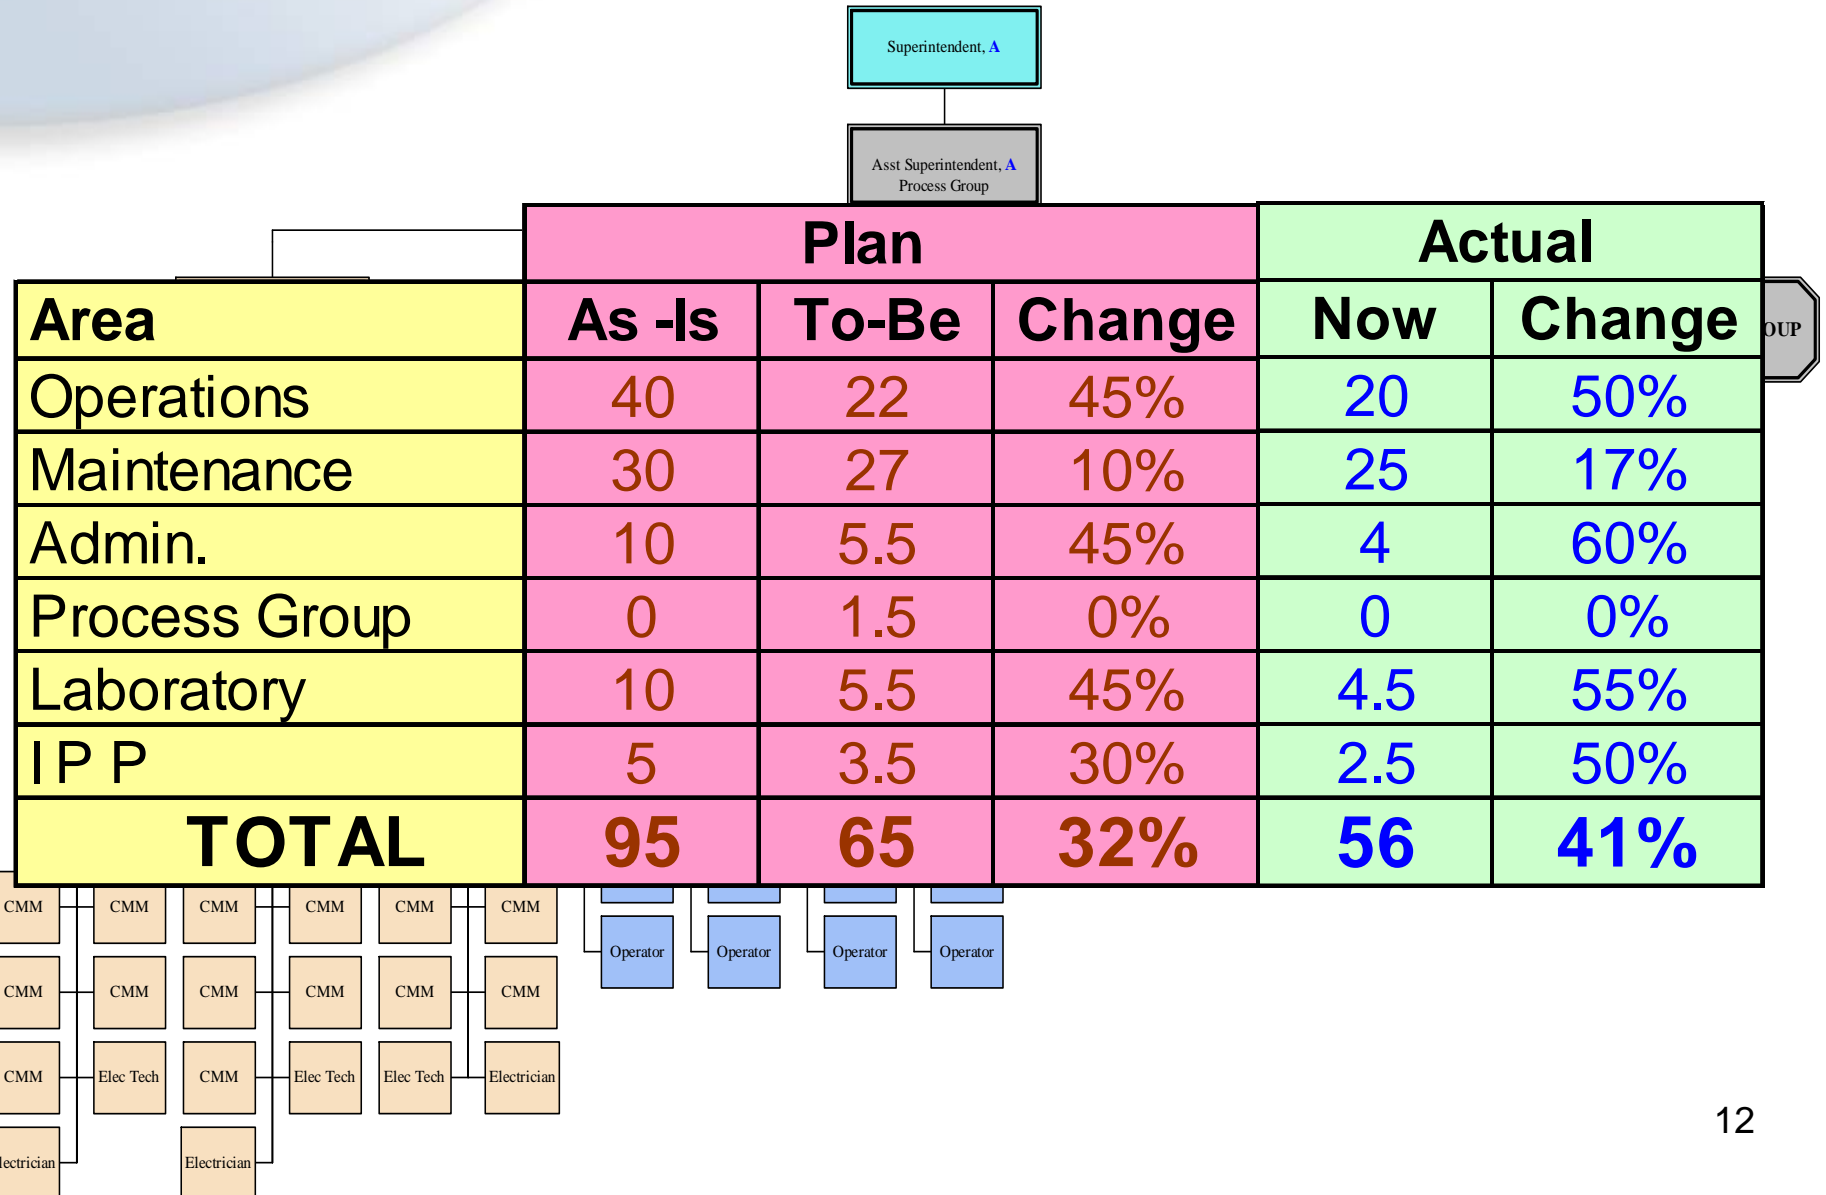 Superintendent, A
Asst Superintendent, A
Process Group
Plan Actual
Area As -Is To-Be Change Now Change
OUP
Operations 40 22 45% 20 50%
Maintenance 30 27 10% 25 17%
Admin. 10 5.5 45% 4 60%
Process Group 0 1.5 0% 0 0%
Laboratory 10 5.5 45% 4.5 55%
I P P 5 3.5 30% 2.5 50%
TOTAL 95 65 32% 56 41%
CMM CMM CMM CMM CMM CMM
Operator Operator Operator Operator
CMM CMM CMM CMM CMM CMM
CMM Elec Tech CMM Elec Tech Elec Tech Electrician
12
lectrician Electrician